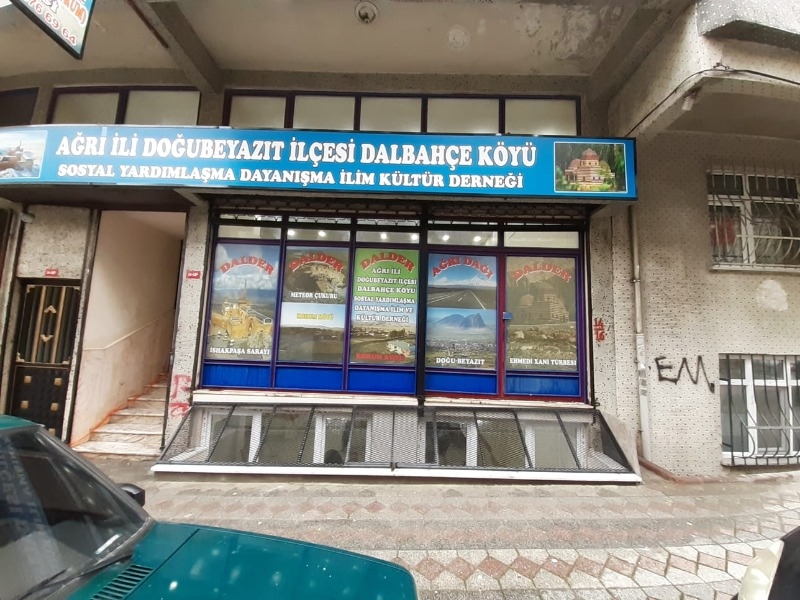 766964
AĞRI İLİ DOĞUBEYAZIT İLÇESİ DALBAHÇE KÖYÜ
SOSYAL YARDIMLAŞMA DAYANIŞMA İLİM KÜLTÜR DERNEĞİ
DALDER
İSHAKPAŞA SARAYI
DALDER
METEOR ÇUKURU
DALDER
AĞRI İLİ
DOĞUBEYAZIT İLÇESİ
DALBAHÇE KÖYÜ
SOSYAL YARDIMLAŞMA
DAYANIŞMA İLİM VE
KÜLTÜR DERNEĞİ
AĞRI DAĞI
DOĞU-BEYAZIT
DALDER
EHMEDİ XANİ TÜRBESİ
EM